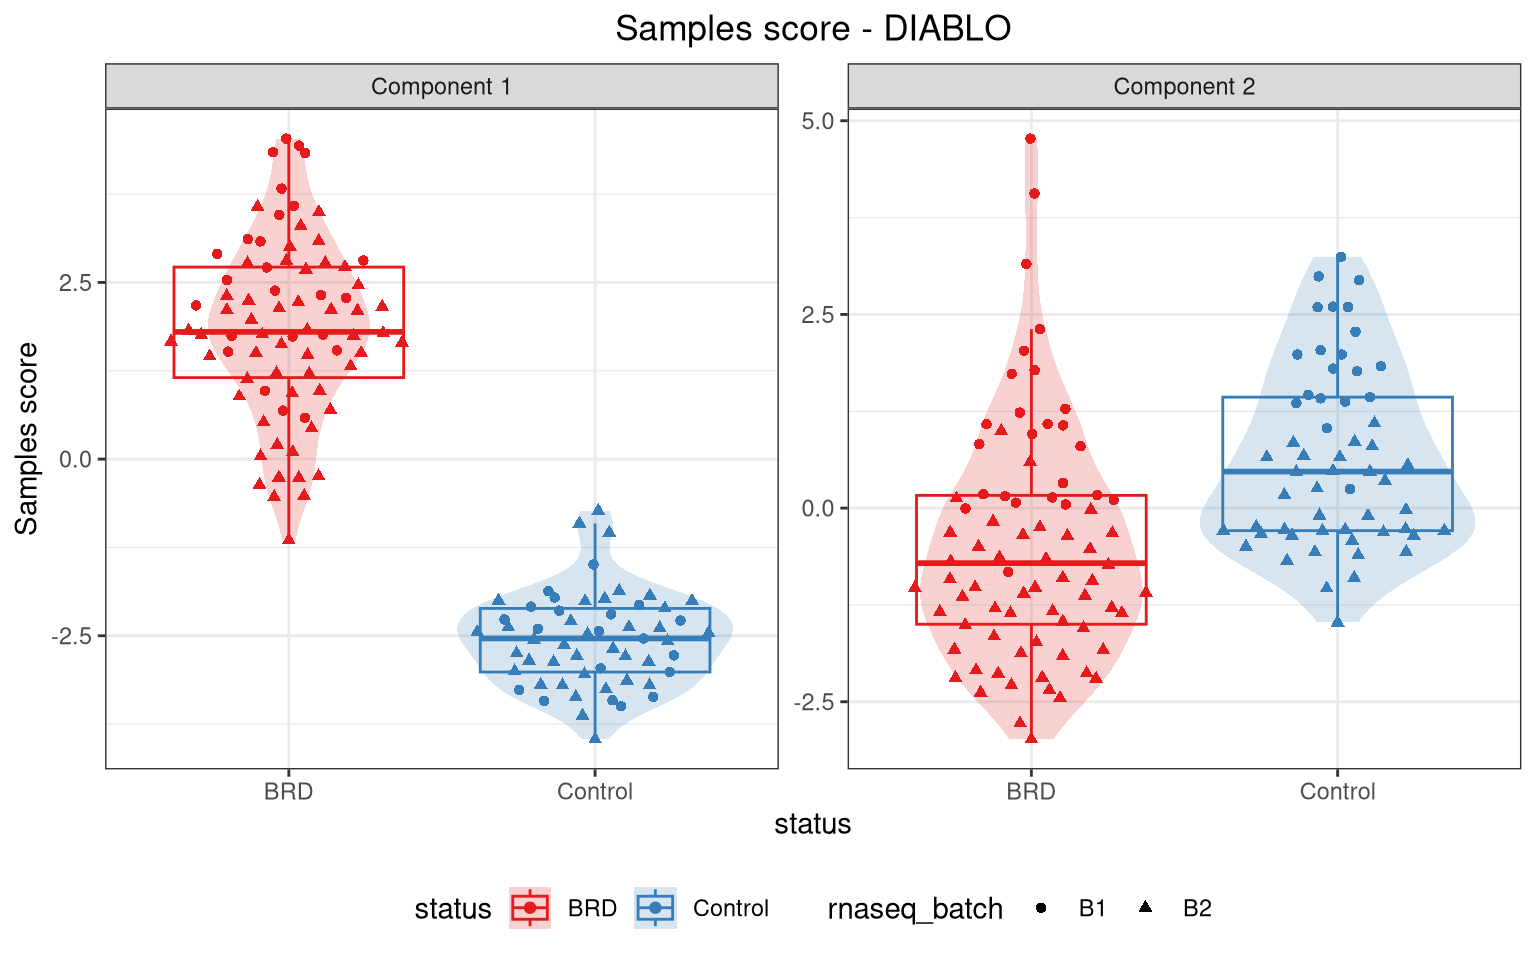 Samples score - DIABLO
Component 1
Component 2
Samples score
2.5
0.0
-2.5
5.0
2.5
0.0
-2.5
BRD
Control
BRD
Control
status
status
BRD
Control
rnaseq_batch
B1
B2